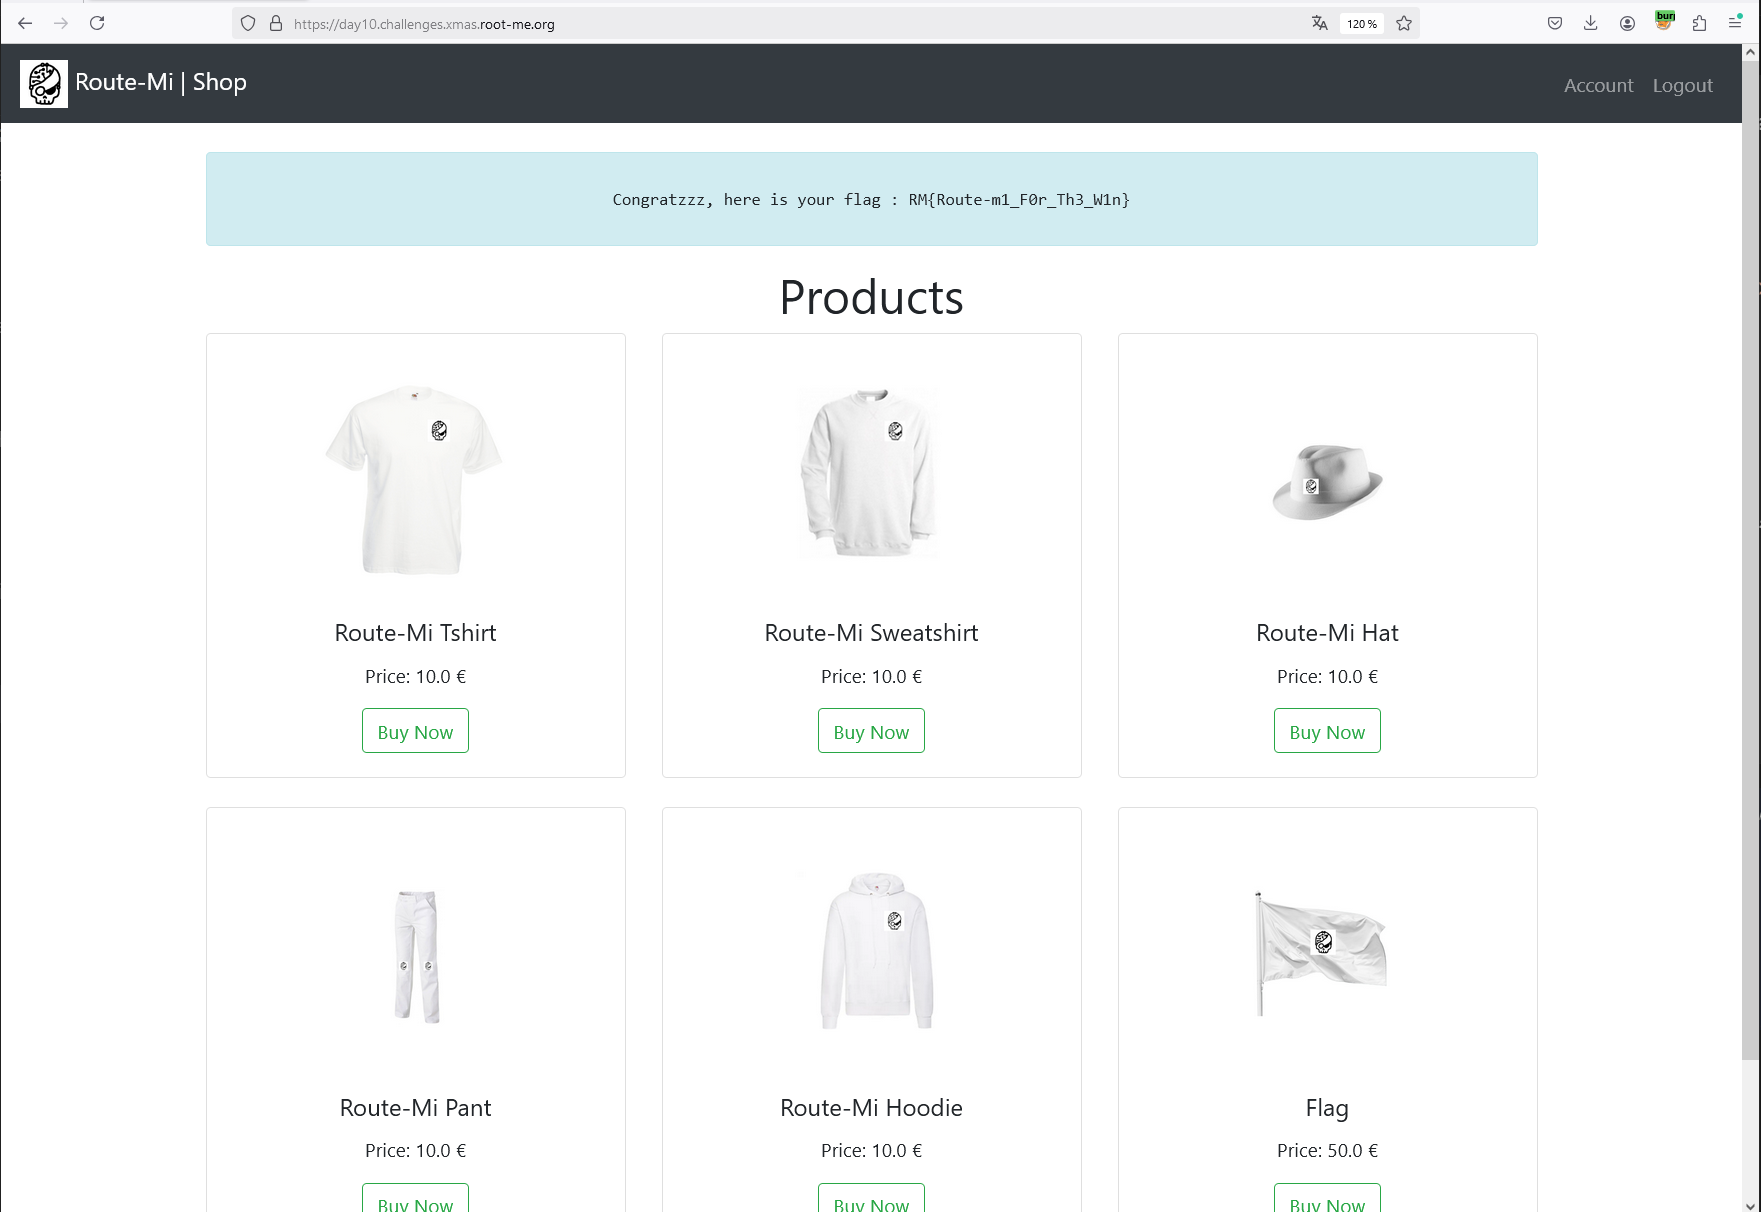 https://day10.challenges.xmas.root-me.org
120 %
burp
Route-Mi | Shop
Account Logout
Congratzzz, here is your flag : RM{Route-m1_F0r_Th3_W1n}
Products
Route-Mi Tshirt Route-Mi Sweatshirt Route-Mi Hat
Price: 10.0 € Price: 10.0 € Price: 10.0 €
Buy Now Buy Now Buy Now
Route-Mi Pant Route-Mi Hoodie Flag
Price: 10.0 € Price: 10.0 € Price: 50.0 €
Buy Now Buy Now Buy Now